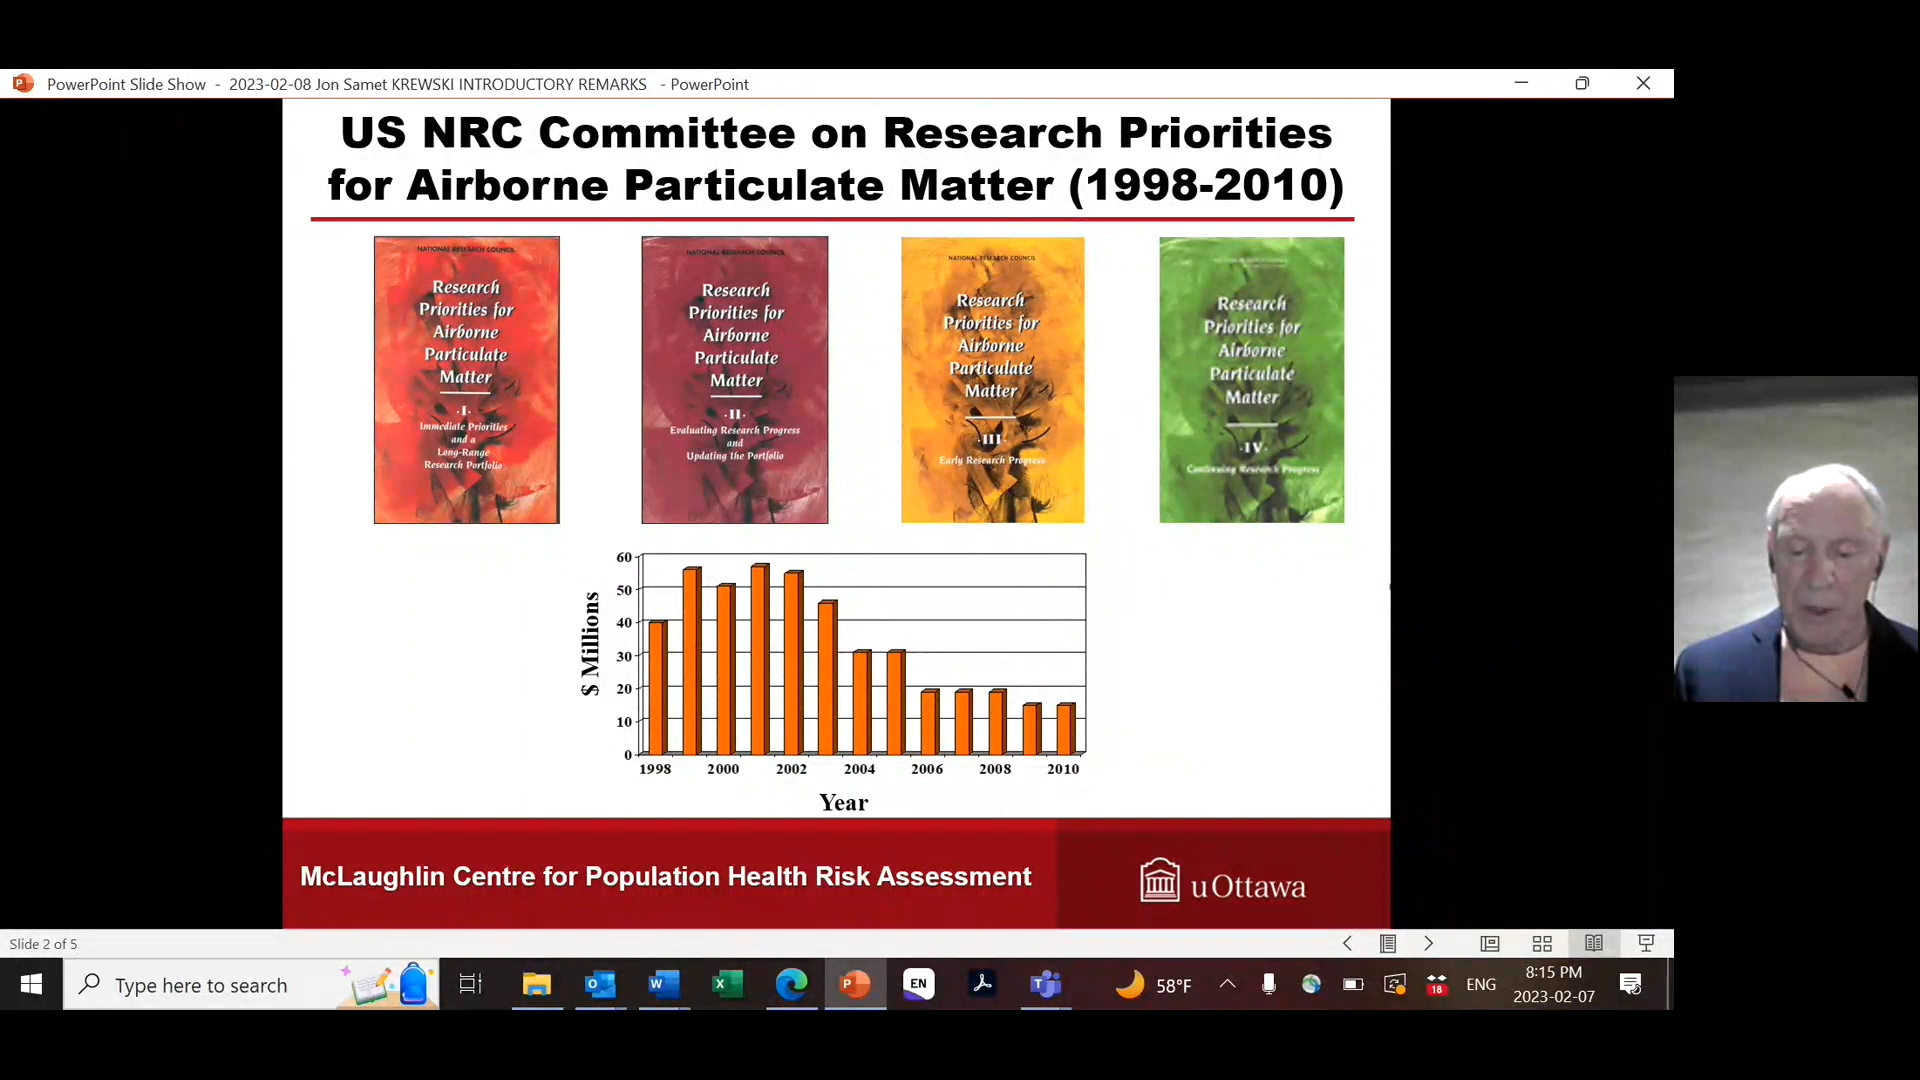 PowerPoint Slide Show - 2023-02-08 Jon Samet KREWSKI INTRODUCTORY REMARKS - PowerPoint
US NRC Committee on Research Priorities
for Airborne Particulate Matter (1998-2010)
NATIONAL RESEARCH COUNCIL
Research
Priorities for
Airborne
Particulate
Matter
·I·
Immediate Priorities
and a
Long-Range
Research Portfolio
NATIONAL RESEARCH COUNCIL
Research
Priorities for
Airborne
Particulate
Matter
·II·
Evaluating Research Progress
and
Updating the Portfolio
NATIONAL RESEARCH COUNCIL
Research
Priorities for
Airborne
Particulate
Matter
·III·
Early Research Progress
Research
Priorities for
Airborne
Particulate
Matter
·IV·
Continuing Research Progress
$ Millions
60
50
40
30
20
10
0
1998 2000 2002 2004 2006 2008 2010
Year
McLaughlin Centre for Population Health Risk Assessment
uOttawa
Slide 2 of 5
Type here to search
EN
58°F
18
ENG
8:15 PM
2023-02-07